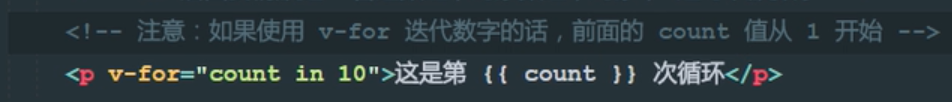 <!-- 注意：如果使用 v-for 迭代数字的话，前面的 count 值从 1 开始 -->
<p v-for="count in 10">这是第 {{ count }} 次循环</p>